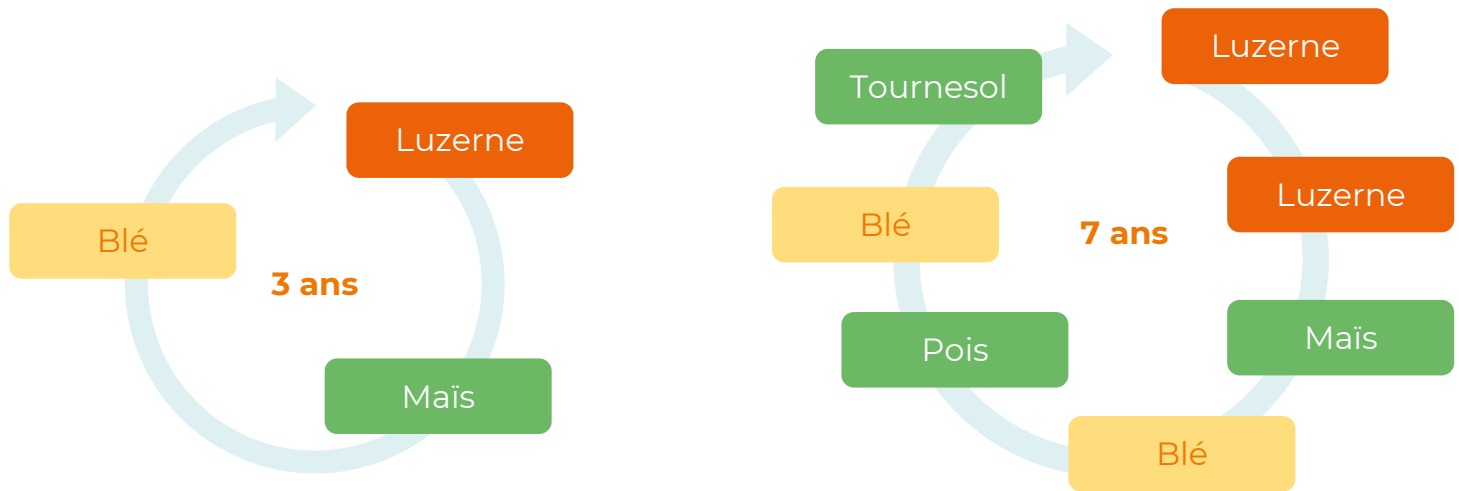 Luzerne
Blé
3 ans
Maïs
Luzerne
Tournesol
Luzerne
Blé
7 ans
Pois
Maïs
Blé